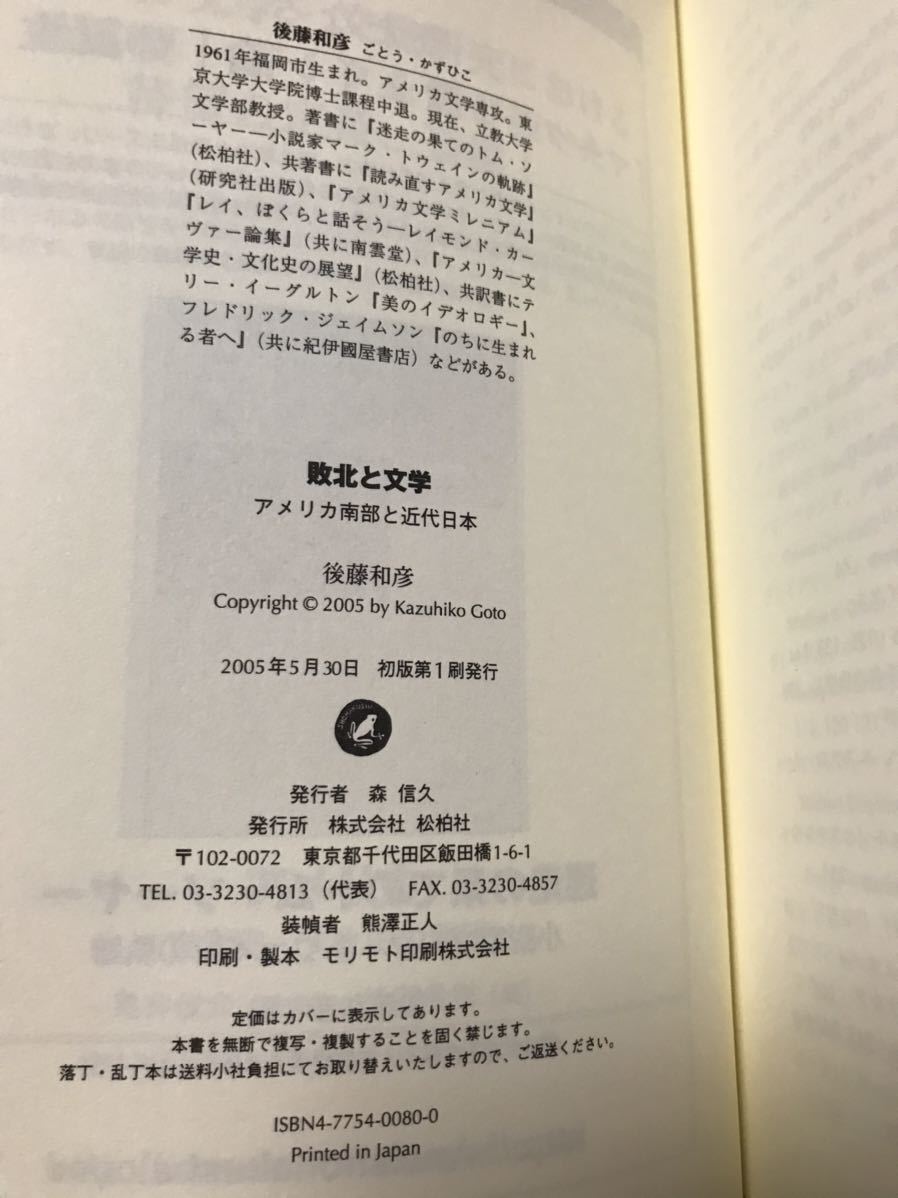 後藤和彦 ごとう・かずひこ
1961年福岡市生まれ。アメリカ文学専攻。東
京大学大学院博士課程中退。現在、立教大学
文学部教授。著書に『迷走の果てのトム・ソ
ーヤー―小説家マーク・トウェインの軌跡』
(松柏社)、共著書に『読み直すアメリカ文学』
(研究社出版)、『アメリカ文学ミレニアム』
『レイ、ぼくらと話そう―レイモンド・カー
ヴァー論集』(共に南雲堂)、『アメリカ―文
学史・文化史の展望』(松柏社)、共訳書にテ
リー・イーグルトン『美のイデオロギー』、
フレドリック・ジェイムソン『のちに生まれ
る者へ』(共に紀伊國屋書店)などがある。
敗北と文学
アメリカ南部と近代日本
後藤和彦
Copyright © 2005 by Kazuhiko Goto
2005年5月30日 初版第1刷発行
SHOHAKUSHA
発行者 森 信久
発行所 株式会社 松柏社
〒102-0072 東京都千代田区飯田橋1-6-1
TEL. 03-3230-4813(代表) FAX. 03-3230-4857
装幀者 熊澤正人
印刷・製本 モリモト印刷株式会社
定価はカバーに表示してあります。
本書を無断で複写・複製することを固く禁じます。
落丁・乱丁本は送料小社負担にてお取り替えいたしますので、ご返送ください。
ISBN4-7754-0080-0
Printed in Japan